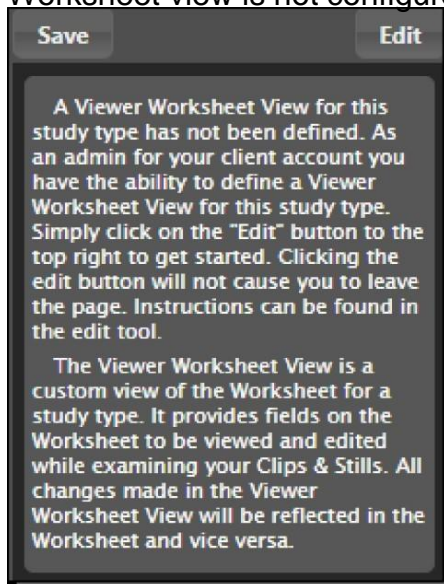 Worksheet view is not configure
Save Edit
A Viewer Worksheet View for this
study type has not been defined. As
an admin for your client account you
have the ability to define a Viewer
Worksheet View for this study type.
Simply click on the "Edit" button to the
top right to get started. Clicking the
edit button will not cause you to leave
the page. Instructions can be found in
the edit tool.
The Viewer Worksheet View is a
custom view of the Worksheet for a
study type. It provides fields on the
Worksheet to be viewed and edited
while examining your Clips & Stills. All
changes made in the Viewer
Worksheet View will be reflected in the
Worksheet and vice versa.